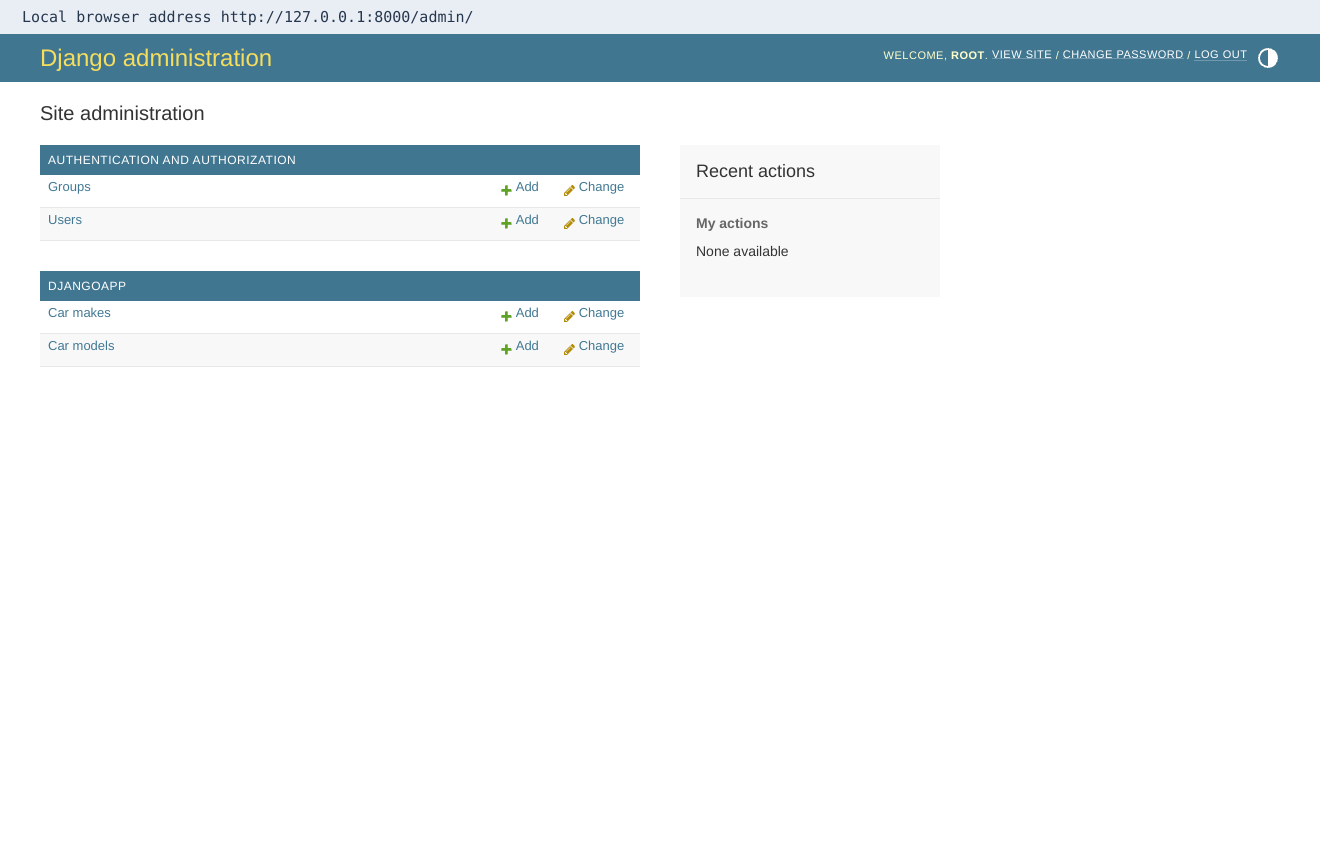 Local browser address http://127.0.0.1:8000/admin/
Django administration
WELCOME, ROOT. VIEW SITE / CHANGE PASSWORD / LOG OUT
Site administration
AUTHENTICATION AND AUTHORIZATION
Groups Add Change
Users Add Change
DJANGOAPP
Car makes Add Change
Car models Add Change
Recent actions
My actions
None available